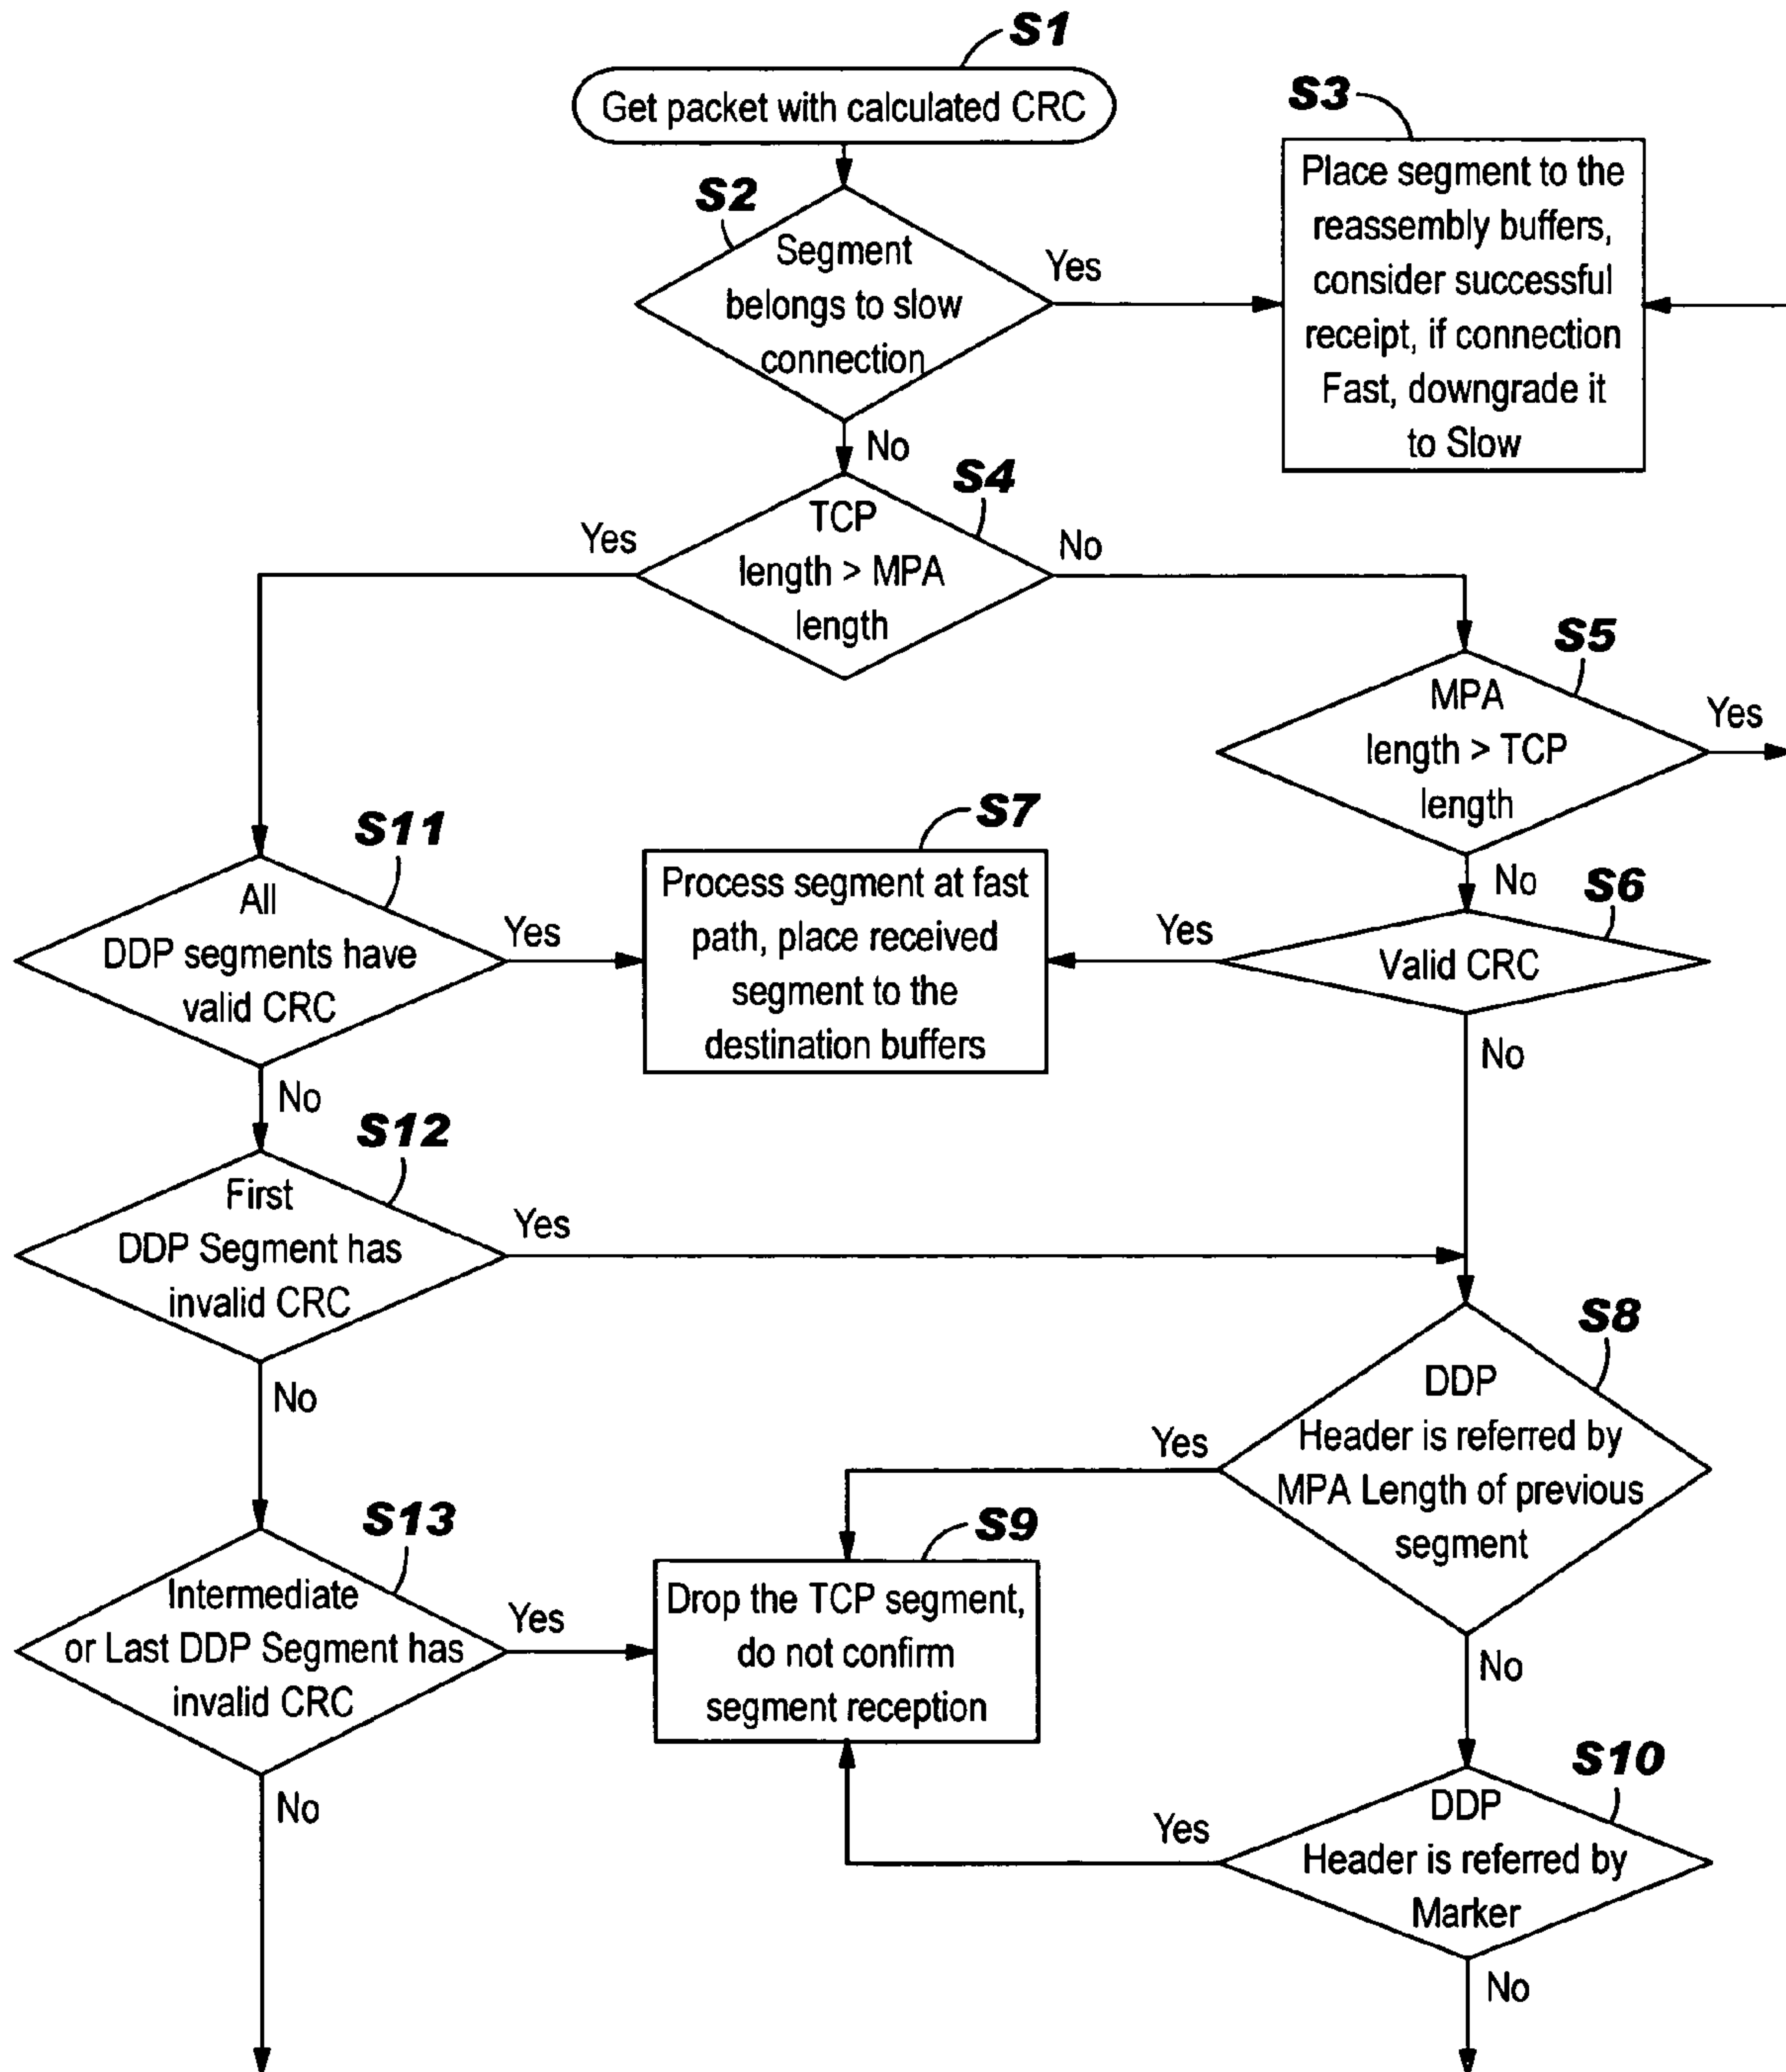 S1
Get packet with calculated CRC
S3
Place segment to the
reassembly buffers,
consider successful
receipt, if connection
Fast, downgrade it
to Slow
S2
Segment
belongs to slow
connection
Yes
No
S4
TCP
length > MPA
length
Yes
No
S5
MPA
length > TCP
length
Yes
No
S11
All
DDP segments have
valid CRC
Yes
No
S7
Process segment at fast
path, place received
segment to the
destination buffers
S6
Valid CRC
Yes
No
S12
First
DDP Segment has
invalid CRC
Yes
No
S8
DDP
Header is referred by
MPA Length of previous
segment
Yes
No
S13
Intermediate
or Last DDP Segment has
invalid CRC
Yes
No
S9
Drop the TCP segment,
do not confirm
segment reception
S10
DDP
Header is referred by
Marker
Yes
No